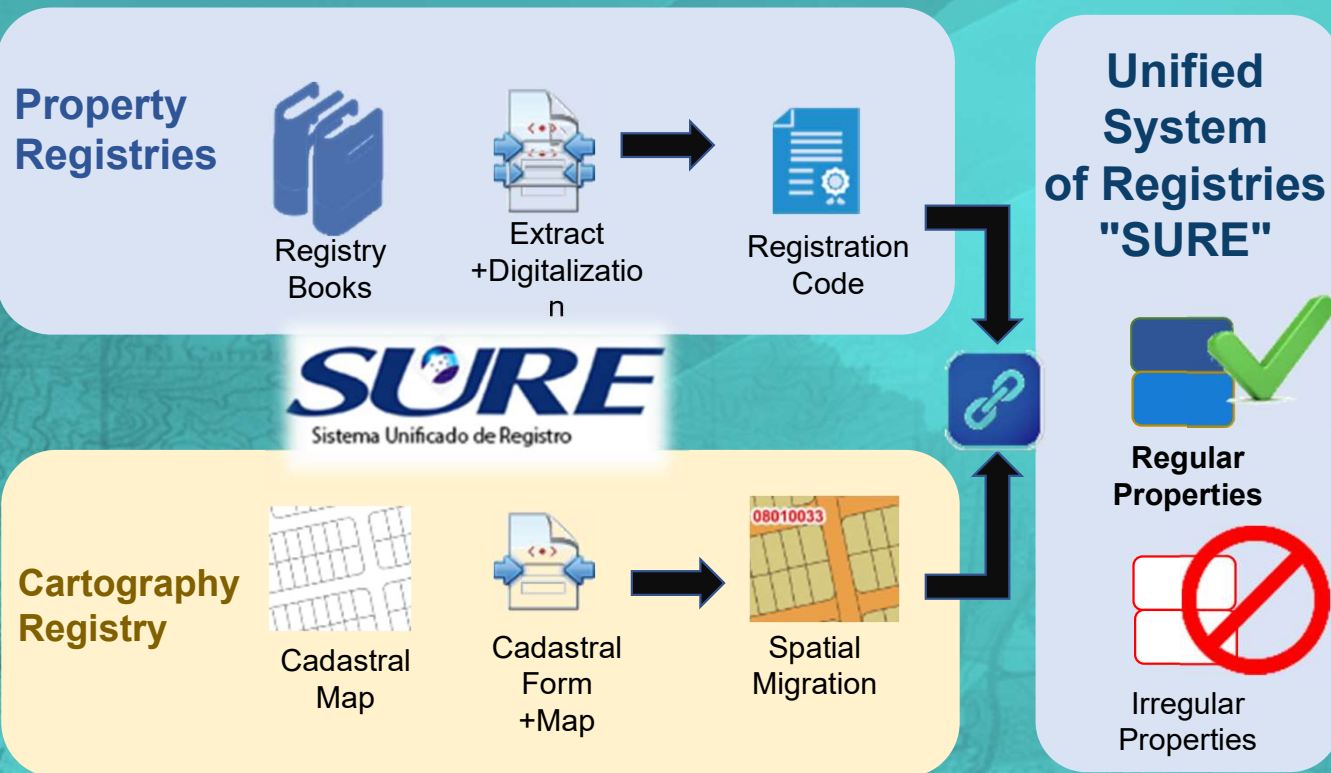 Property
Registries
Registry
Books
Extract
+Digitalizatio
n
Registration
Code
SURE
Sistema Unificado de Registro
Cartography
Registry
Cadastral
Map
Cadastral
Form
+Map
08010033
Spatial
Migration
Unified
System
of Registries
"SURE"
Regular
Properties
Irregular
Properties